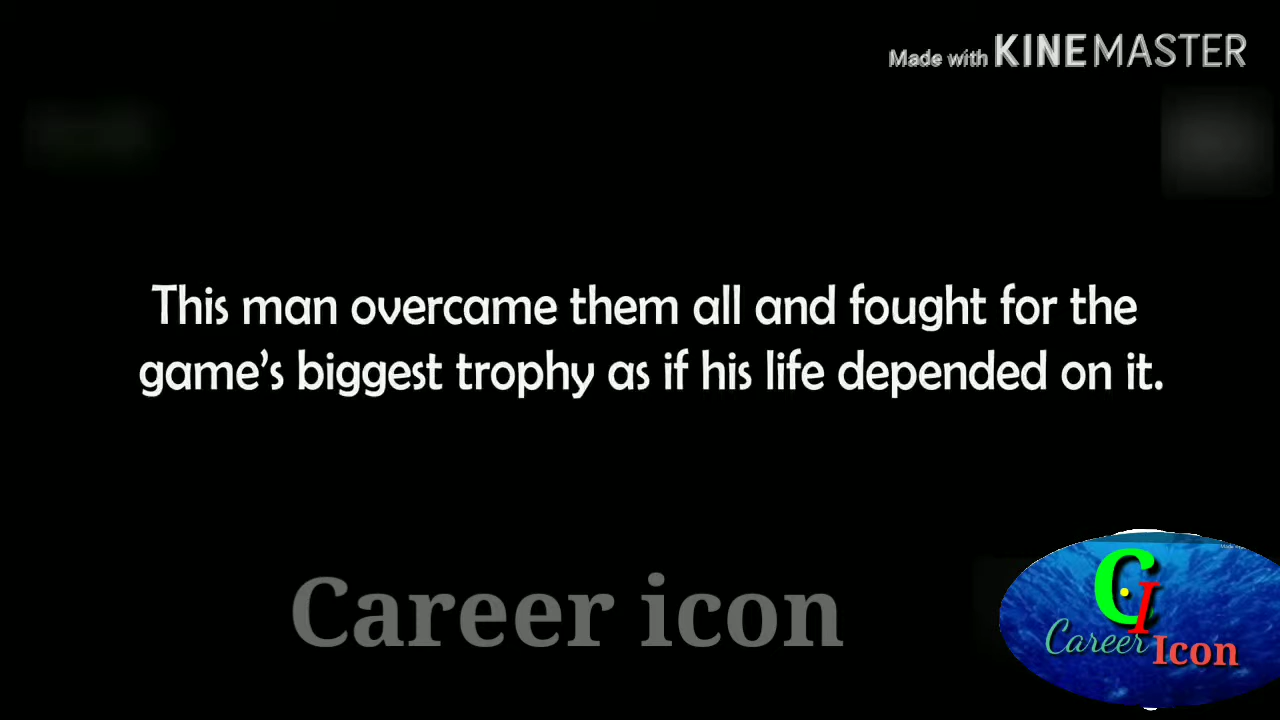 Made with KINEMASTER
This man overcame them all and fought for the
game's biggest trophy as if his life depended on it.
Career icon
CI
Career Icon